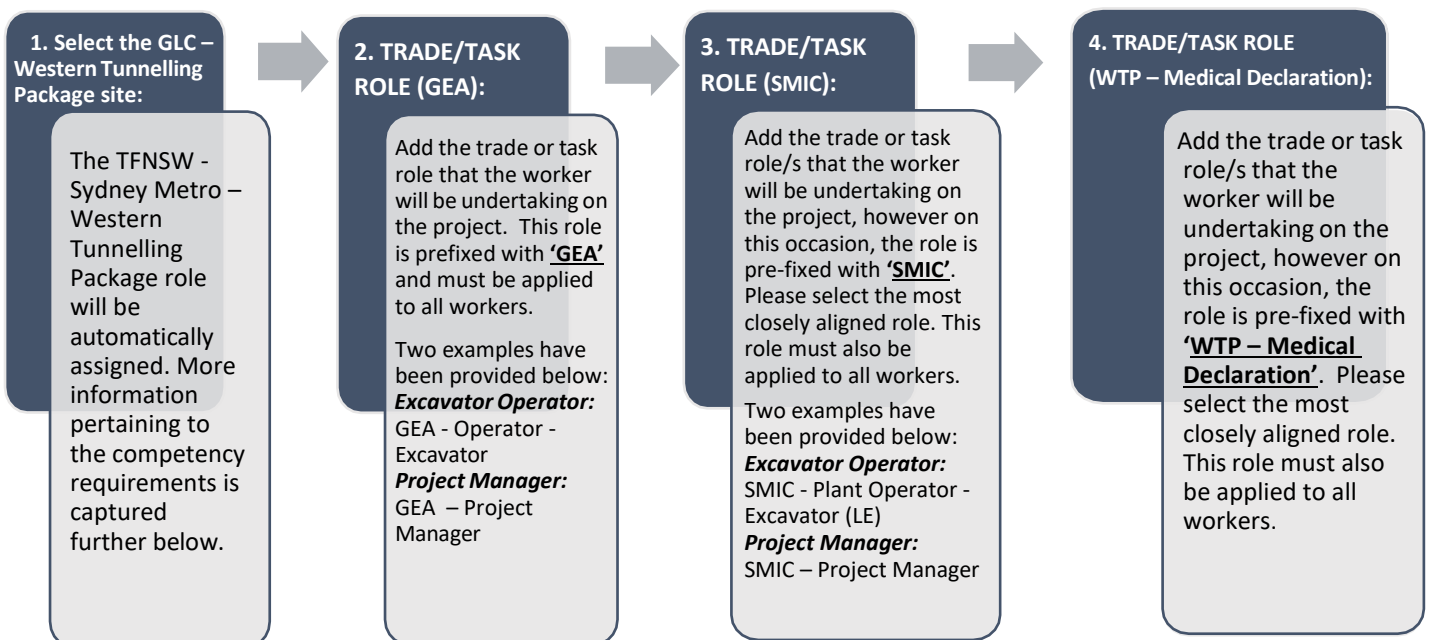 1. Select the GLC –
Western Tunnelling
Package site:
The TFNSW -
Sydney Metro –
Western
Tunnelling
Package role
will be
automatically
assigned. More
information
pertaining to
the competency
requirements is
captured
further below.
2. TRADE/TASK
ROLE (GEA):
Add the trade or task
role that the worker
will be undertaking on
the project.  This role
is prefixed with ‘GEA’
and must be applied
to all workers.
Two examples have
been provided below:
Excavator Operator:
GEA - Operator -
Excavator
Project Manager:
GEA  – Project
Manager
3. TRADE/TASK
ROLE (SMIC):
Add the trade or task
role/s that the worker
will be undertaking on
the project, however on
this occasion, the role is
pre-fixed with ‘SMIC’.
Please select the most
closely aligned role. This
role must also be
applied to all workers.
Two examples have
been provided below:
Excavator Operator:
SMIC - Plant Operator -
Excavator (LE)
Project Manager:
SMIC – Project Manager
4. TRADE/TASK ROLE
(WTP – Medical Declaration):
Add the trade or task
role/s that the
worker will be
undertaking on the
project, however on
this occasion, the
role is pre-fixed with
‘WTP – Medical
Declaration’.  Please
select the most
closely aligned role.
This role must also
be applied to all
workers.